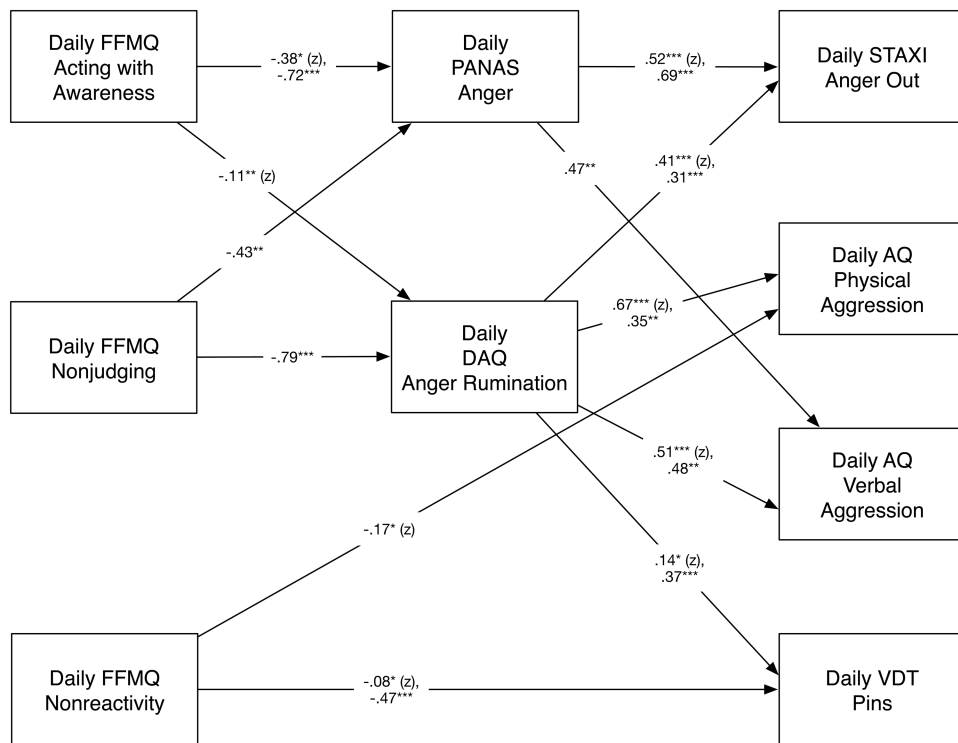 Daily FFMQ
Acting with
Awareness
-.38* (z),
-.72***
Daily
PANAS
Anger
.52*** (z),
.69***
Daily STAXI
Anger Out
-.11** (z)
.47**
.41*** (z),
.31***
-.43**
Daily AQ
Physical
Aggression
Daily FFMQ
Nonjudging
-.79***
Daily
DAQ
Anger Rumination
.67*** (z),
.35**
.51*** (z),
.48**
Daily AQ
Verbal
Aggression
-.17* (z)
.14* (z),
.37***
Daily FFMQ
Nonreactivity
-.08* (z),
-.47***
Daily VDT
Pins